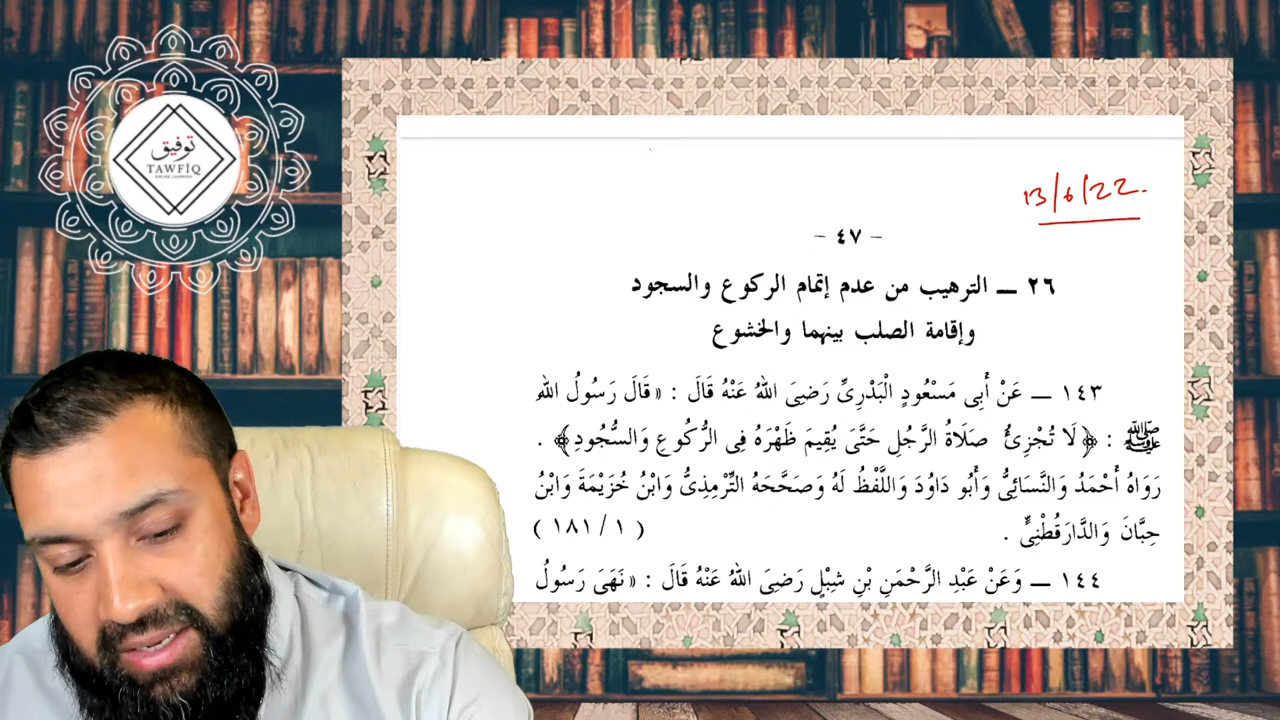 توفيق
TAWFIQ
ONLINE LEARNING
13/6/22.
– ٤٧ –
٢٦ — الترهيب من عدم إتمام الركوع والسجود
وإقامة الصلب بينهما والخشوع
١٤٣ — عَنْ أَبِى مَسْعُودٍ الْبَدْرِىِّ رَضِىَ اللهُ عَنْهُ قَالَ : « قَالَ رَسُولُ اللهِ
ﷺ : ﴿ لَا تُجْزِئُ صَلَاةُ الرَّجُلِ حَتَّىَ يُقِيمَ ظَهْرَهُ فِى الرُّكُوعِ وَالسُّجُودِ﴾ .
رَوَاهُ أَحْمَدُ وَالنَّسَائِىُّ وَأَبُو دَاوُدَ وَاللَّفْظُ لَهُ وَصَحَّحَهُ التِّرْمِذِىُّ وَابْنُ خُزَيْمَةَ وَابْنُ
حِبَّانَ وَالدَّارَقُطْنِىُّ . ( ١/ ١٨١ )
١٤٤ — وَعَنْ عَبْدِ الرَّحْمَنِ بْنِ شِبْلٍ رَضِىَ اللهُ عَنْهُ قَالَ : « نَهَى رَسُولُ